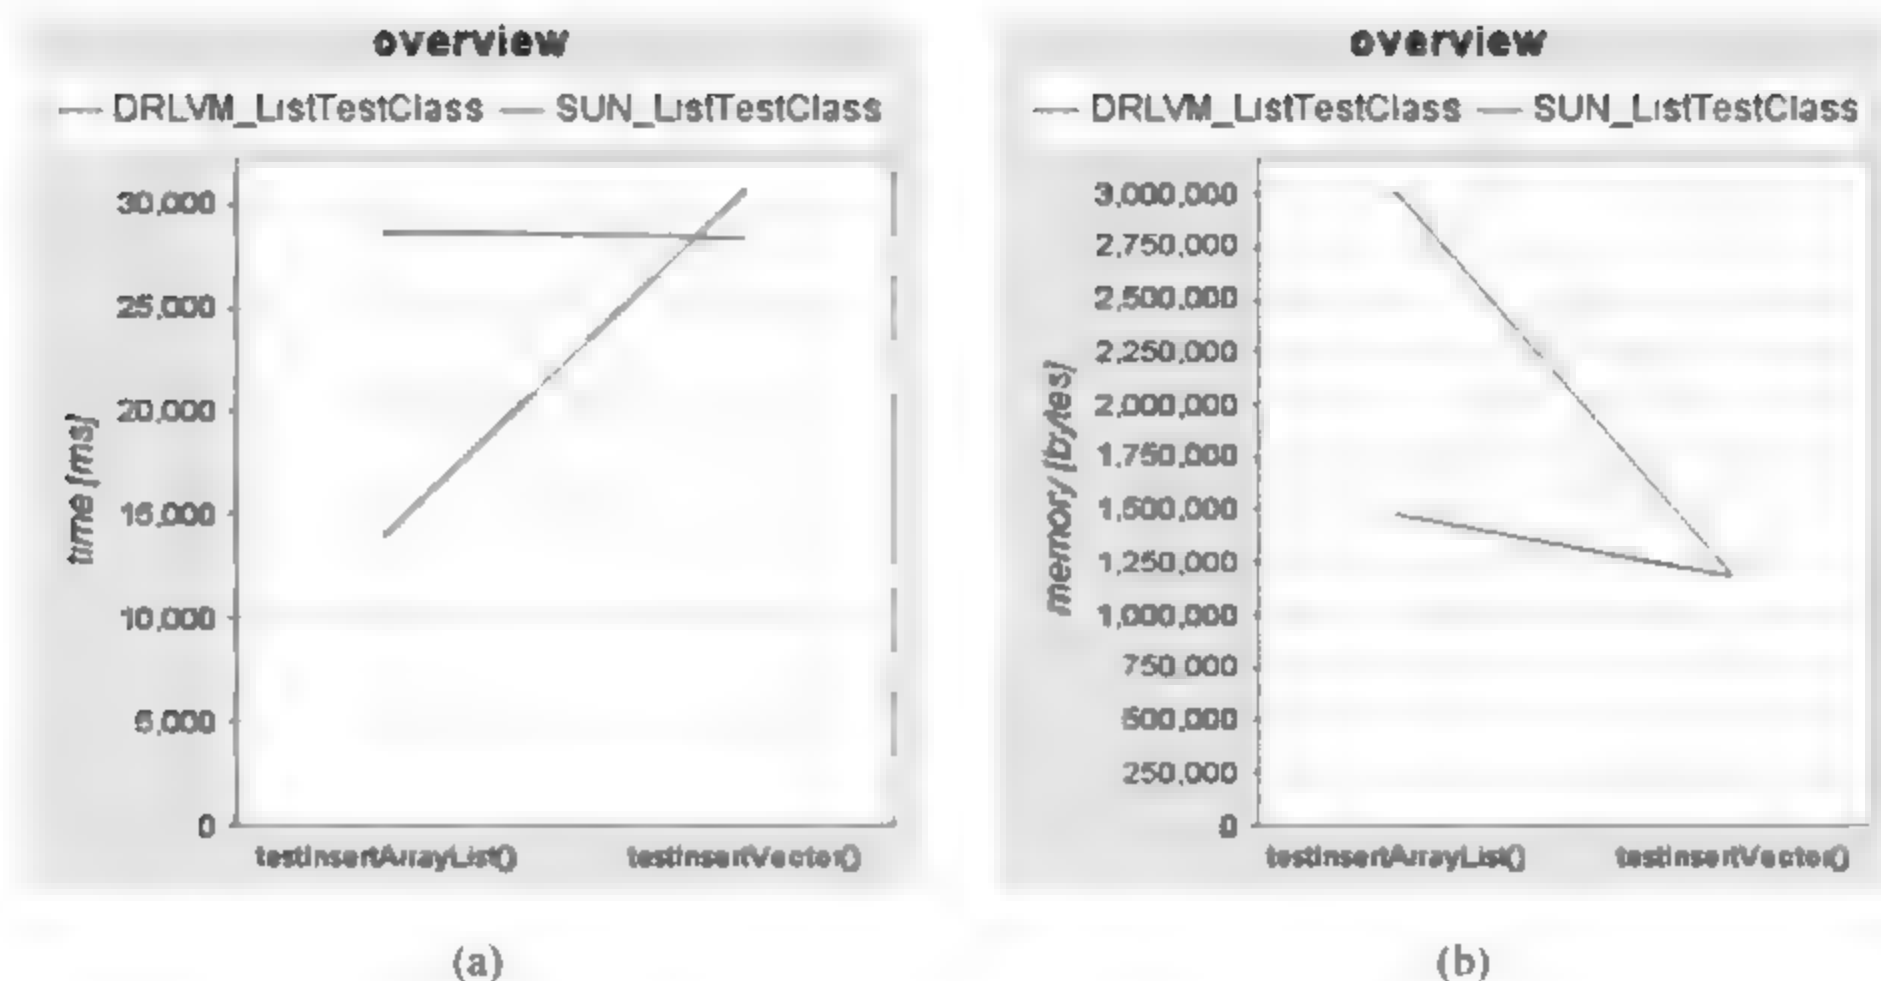 overview
DRLVM_ListTestClass SUN_ListTestClass
time [ms]
30,000
25,000
20,000
15,000
10,000
5,000
0
testInsertArrayList() testInsertVector()
(a)
overview
DRLVM_ListTestClass SUN_ListTestClass
memory [bytes]
3,000,000
2,750,000
2,500,000
2,250,000
2,000,000
1,750,000
1,500,000
1,250,000
1,000,000
750,000
500,000
250,000
0
testInsertArrayList() testInsertVector()
(b)